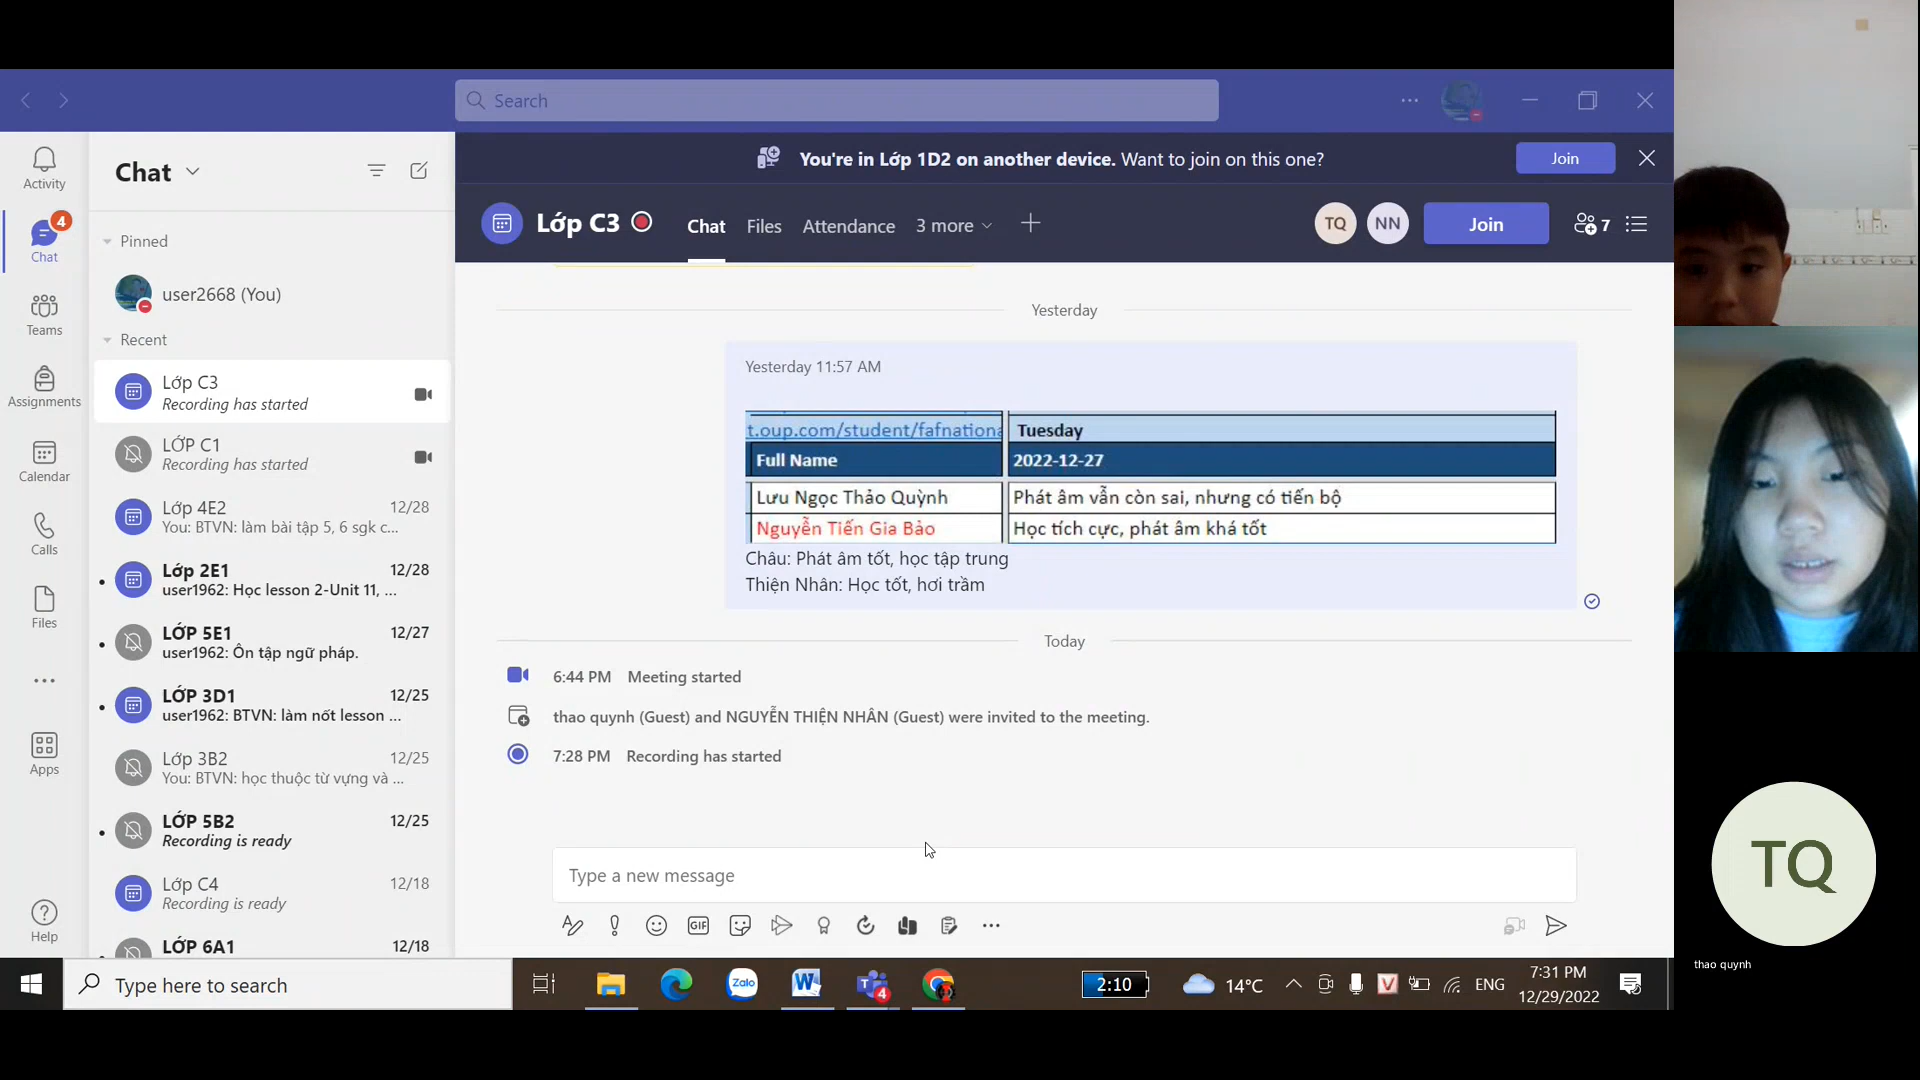 Search
You're in Lớp 1D2 on another device. Want to join on this one?
Join
Activity
Chat
4
Chat
Teams
Assignments
Calendar
Calls
Files
Apps
Help
Pinned
user2668 (You)
Recent
Lớp C3
Recording has started
LỚP C1
Recording has started
Lớp 4E2 12/28
You: BTVN: làm bài tập 5, 6 sgk c...
Lớp 2E1 12/28
user1962: Học lesson 2-Unit 11, ...
LỚP 5E1 12/27
user1962: Ôn tập ngữ pháp.
LỚP 3D1 12/25
user1962: BTVN: làm nốt lesson ...
Lớp 3B2 12/25
You: BTVN: học thuộc từ vựng và ...
LỚP 5B2 12/25
Recording is ready
Lớp C4 12/18
Recording is ready
LỚP 6A1 12/18
Lớp C3 Chat Files Attendance 3 more
TQ NN Join 7
Yesterday
Yesterday 11:57 AM
t.oup.com/student/fafnationa Tuesday
Full Name 2022-12-27
Lưu Ngọc Thảo Quỳnh Phát âm vẫn còn sai, nhưng có tiến bộ
Nguyễn Tiến Gia Bảo Học tích cực, phát âm khá tốt
Châu: Phát âm tốt, học tập trung
Thiện Nhân: Học tốt, hơi trầm
Today
6:44 PM Meeting started
thao quynh (Guest) and NGUYỄN THIỆN NHÂN (Guest) were invited to the meeting.
7:28 PM Recording has started
Type a new message
GIF
TQ
thao quynh
Type here to search
Zalo
W
T
4
2:10
14°C
V
ENG
7:31 PM
12/29/2022